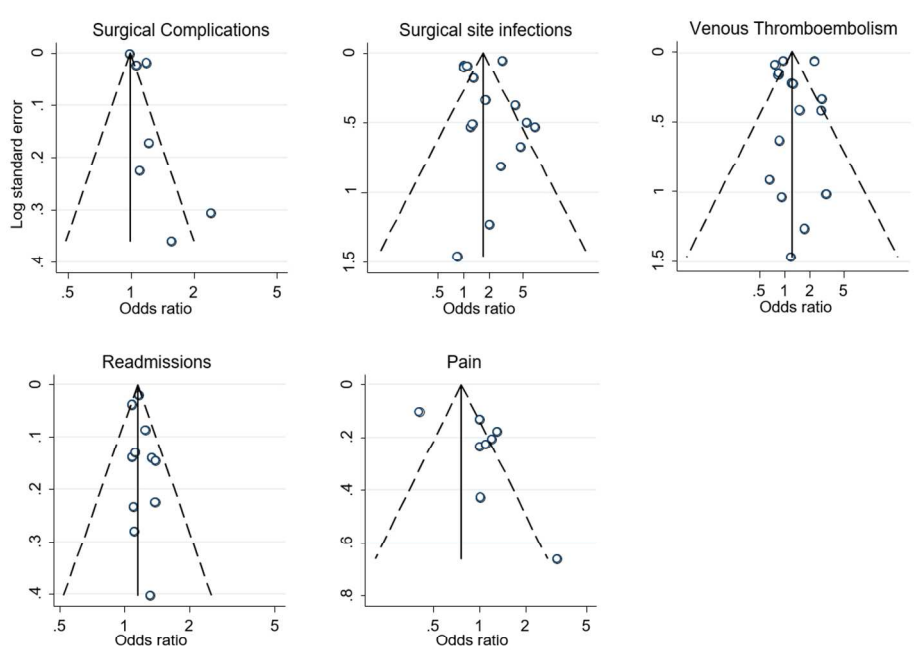 Surgical Complications
Log standard error
0
.1
.2
.3
.4
.5 1 2 5
Odds ratio
Surgical site infections
0
.5
1
1.5
.5 1 2 5
Odds ratio
Venous Thromboembolism
0
.5
1
1.5
.5 1 2 5
Odds ratio
Readmissions
0
.1
.2
.3
.4
.5 1 2 5
Odds ratio
Pain
0
.2
.4
.6
.8
.5 1 2 5
Odds ratio